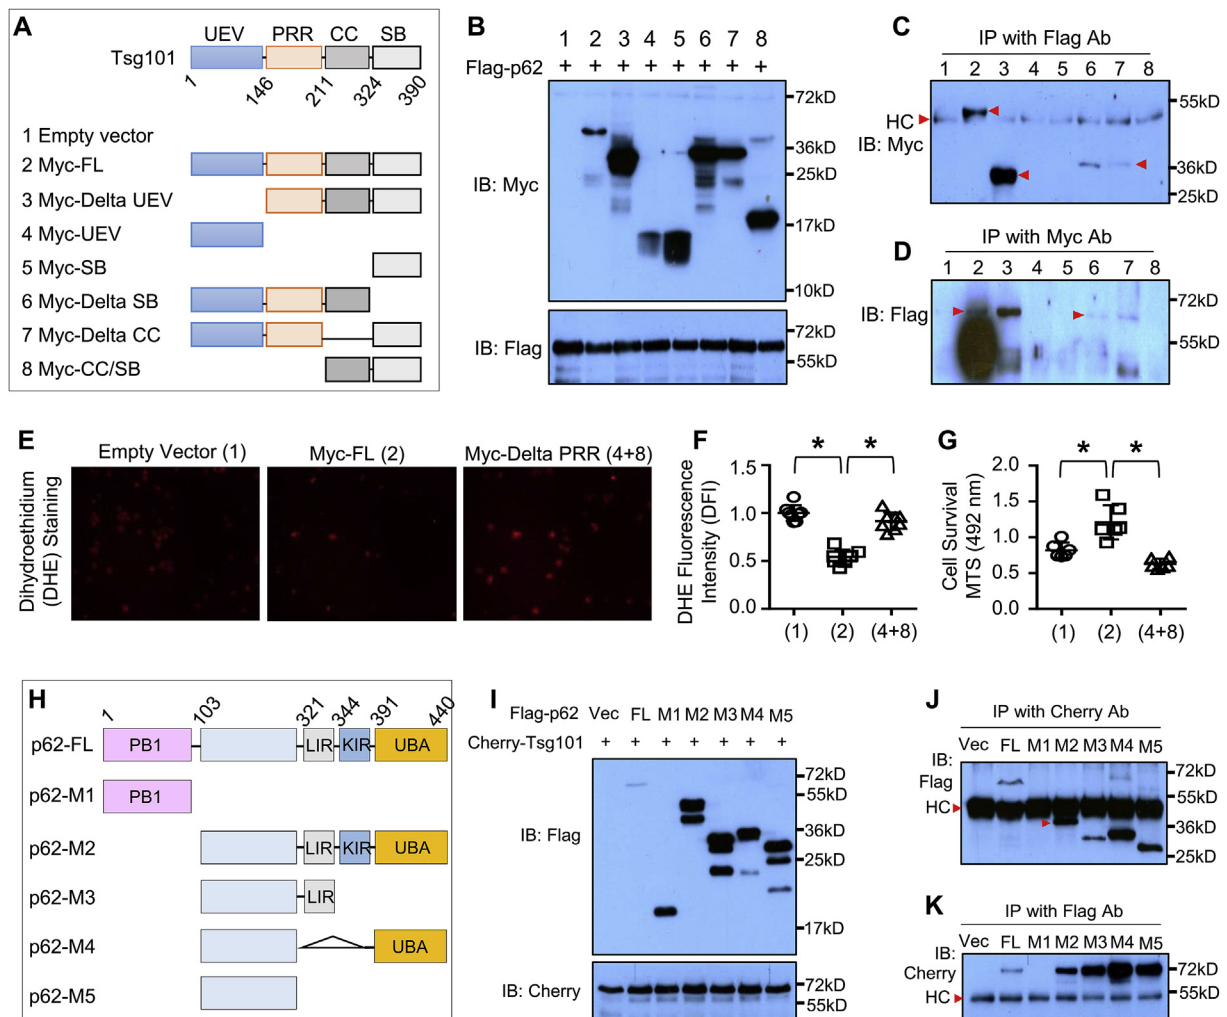 A
UEV PRR CC SB
Tsg101
1 146 211 324 390
1 Empty vector
2 Myc-FL
3 Myc-Delta UEV
4 Myc-UEV
5 Myc-SB
6 Myc-Delta SB
7 Myc-Delta CC
8 Myc-CC/SB
B
1 2 3 4 5 6 7 8
Flag-p62 + + + + + + + +
IB: Myc
72kD
36kD
25kD
17kD
10kD
IB: Flag
72kD
55kD
C
IP with Flag Ab
1 2 3 4 5 6 7 8
HC
IB: Myc
55kD
36kD
25kD
D
IP with Myc Ab
1 2 3 4 5 6 7 8
IB: Flag
72kD
55kD
E
Empty Vector (1) Myc-FL (2) Myc-Delta PRR (4+8)
Dihydroethidium
(DHE) Staining
F
DHE Fluorescence
Intensity (DFI)
* *
1.5
1.0
0.5
0.0
(1) (2) (4+8)
G
Cell Survival
MTS (492 nm)
* *
2.0
1.5
1.0
0.5
0.0
(1) (2) (4+8)
H
1 103 321 344 391 440
p62-FL PB1 LIR KIR UBA
p62-M1 PB1
p62-M2 LIR KIR UBA
p62-M3 LIR
p62-M4 UBA
p62-M5
I
Flag-p62 Vec FL M1 M2 M3 M4 M5
Cherry-Tsg101 + + + + + + +
IB: Flag
72kD
55kD
36kD
25kD
17kD
IB: Cherry
72kD
55kD
J
IP with Cherry Ab
Vec FL M1 M2 M3 M4 M5
IB:
Flag
HC
72kD
55kD
36kD
25kD
K
IP with Flag Ab
Vec FL M1 M2 M3 M4 M5
IB:
Cherry
HC
72kD
55kD